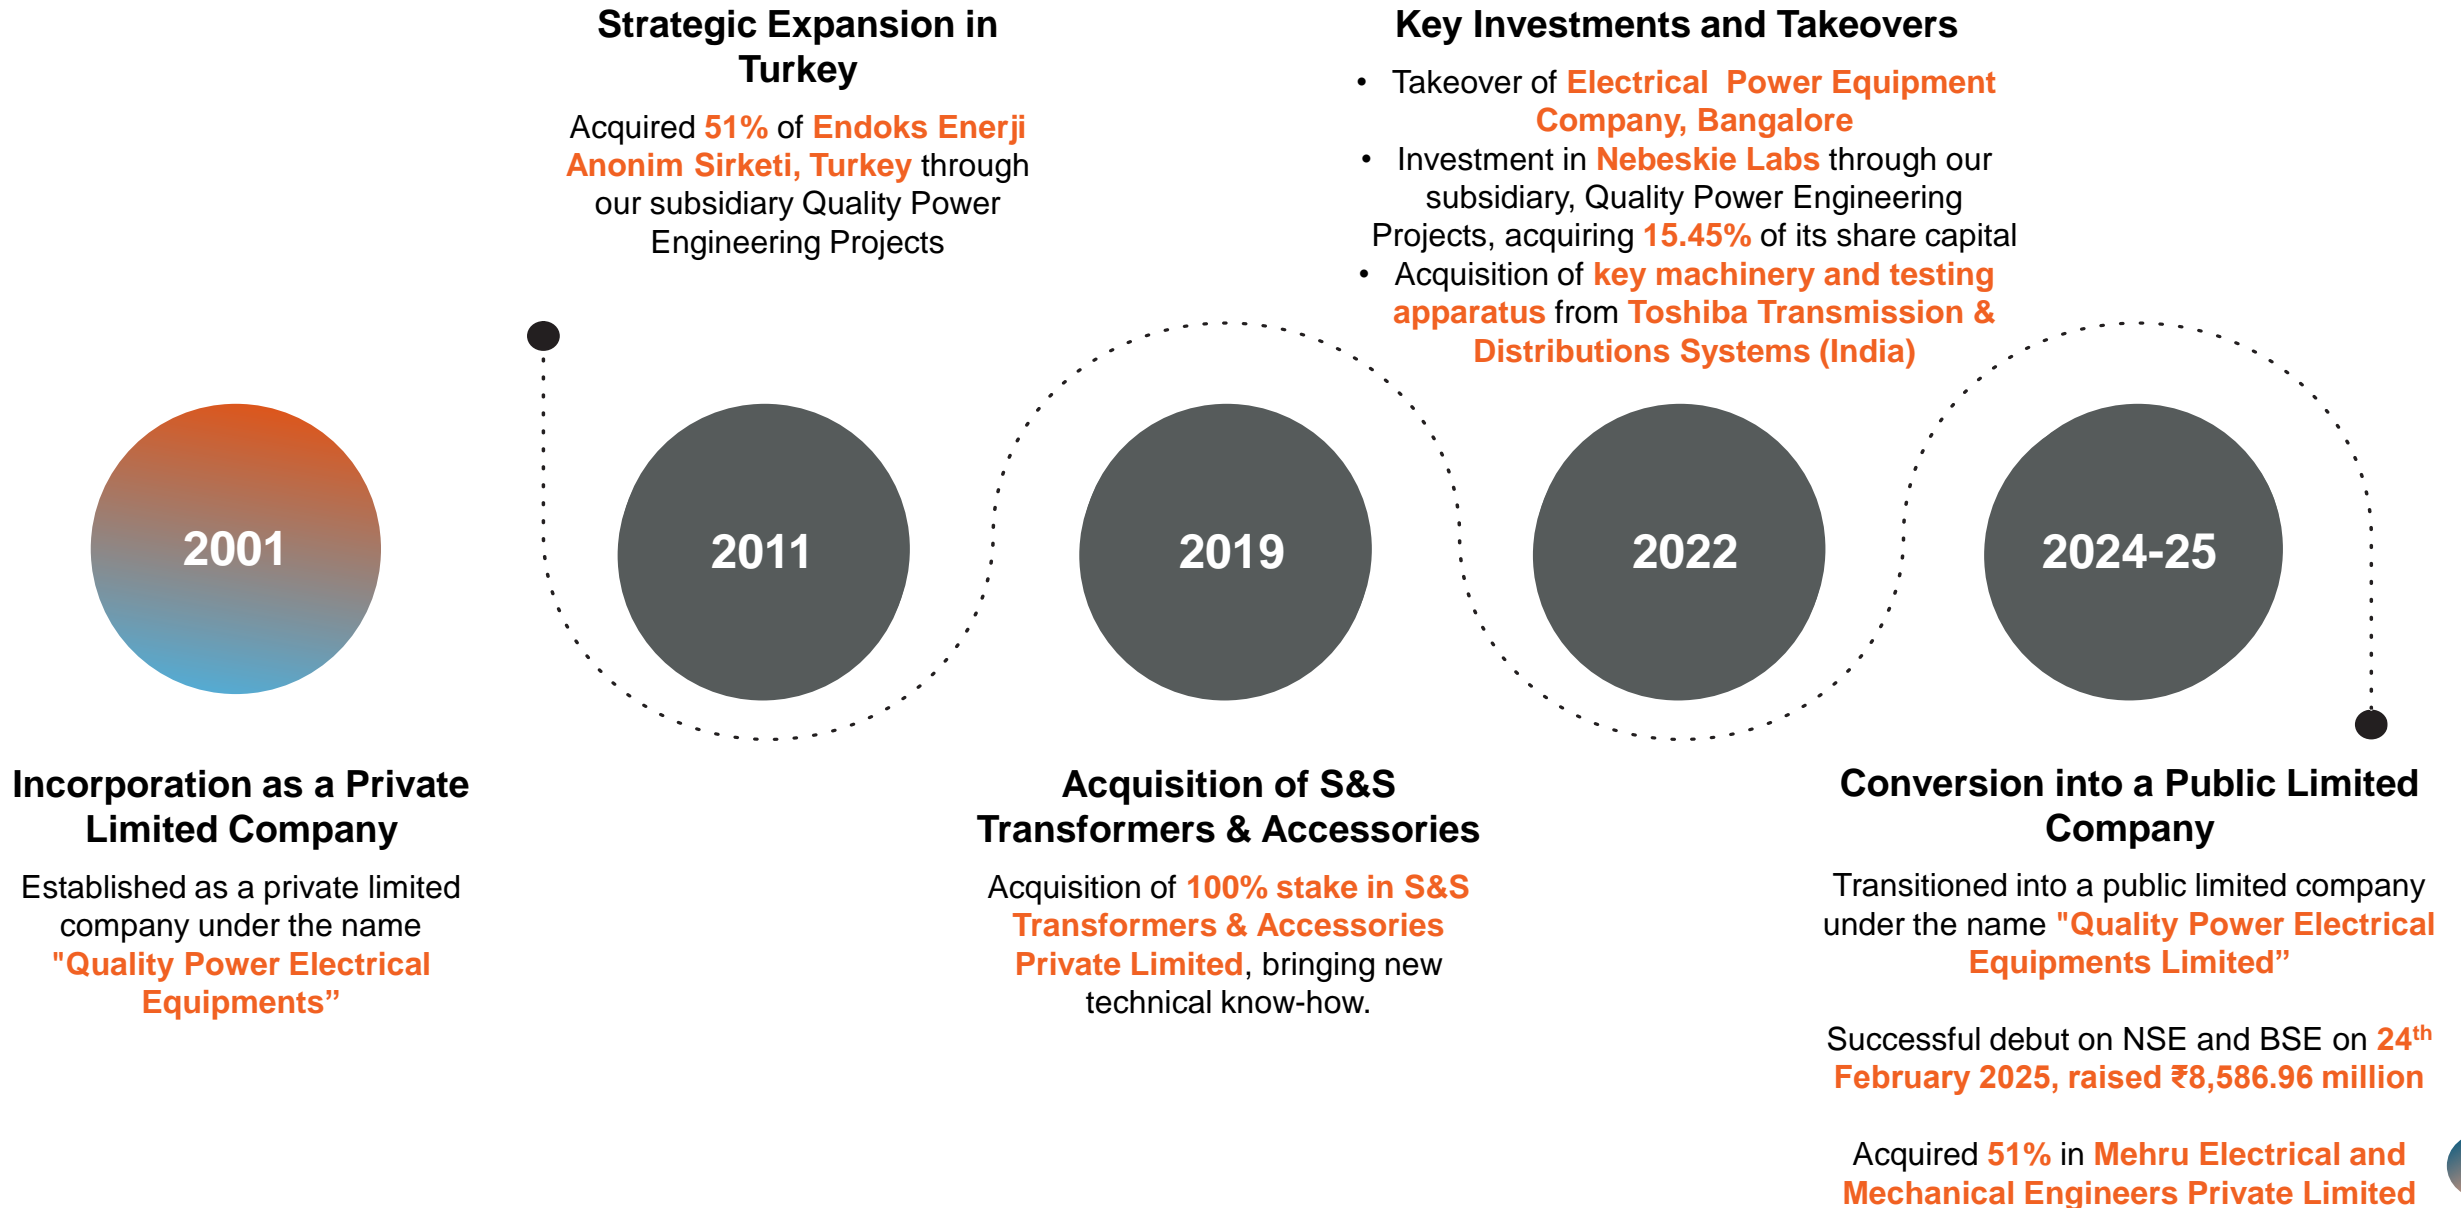 Strategic Expansion in
Turkey
Acquired 51% of Endoks Enerji
Anonim Sirketi, Turkey through
our subsidiary Quality Power
Engineering Projects
Key Investments and Takeovers
• Takeover of Electrical Power Equipment
Company, Bangalore
• Investment in Nebeskie Labs through our
subsidiary, Quality Power Engineering
Projects, acquiring 15.45% of its share capital
• Acquisition of key machinery and testing
apparatus from Toshiba Transmission &
Distributions Systems (India)
2001
2011
2019
2022
2024-25
Incorporation as a Private
Limited Company
Established as a private limited
company under the name
"Quality Power Electrical
Equipments”
Acquisition of S&S
Transformers & Accessories
Acquisition of 100% stake in S&S
Transformers & Accessories
Private Limited, bringing new
technical know-how.
Conversion into a Public Limited
Company
Transitioned into a public limited company
under the name "Quality Power Electrical
Equipments Limited”
Successful debut on NSE and BSE on 24th
February 2025, raised ₹8,586.96 million
Acquired 51% in Mehru Electrical and
Mechanical Engineers Private Limited